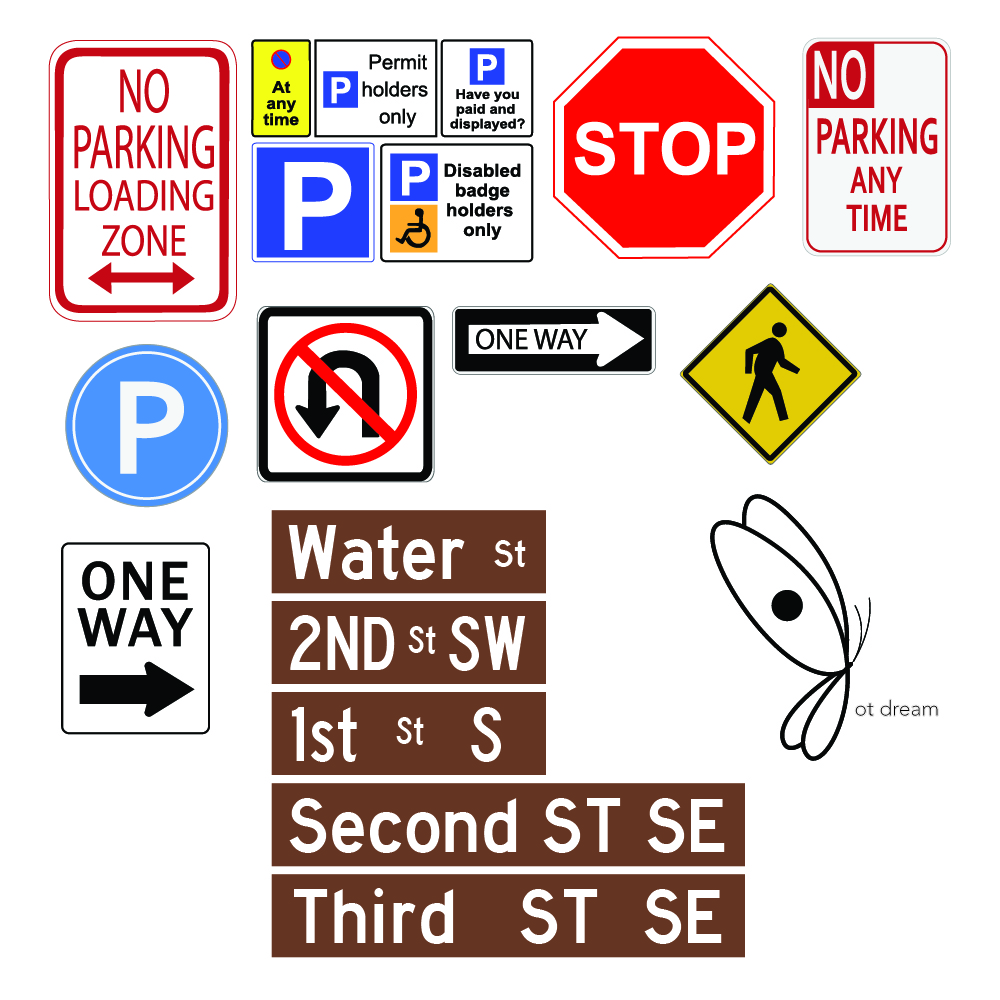 NO
PARKING
LOADING
ZONE
At
any
time
P
Permit
holders
only
P
Have you
paid and
displayed?
P
P
Disabled
badge
holders
only
STOP
NO
PARKING
ANY
TIME
P
ONE WAY
ONE
WAY
Water St
2ND St SW
1st St S
Second ST SE
Third ST SE
ot dream